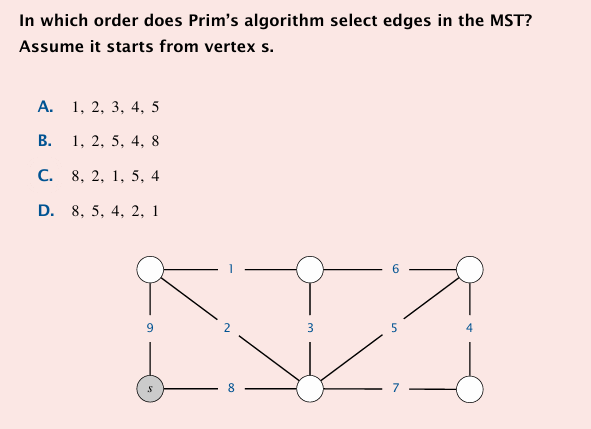 In which order does Prim's algorithm select edges in the MST?
Assume it starts from vertex s.
A. 1, 2, 3, 4, 5
B. 1, 2, 5, 4, 8
C. 8, 2, 1, 5, 4
D. 8, 5, 4, 2, 1
1 6
9 2 3 5 4
s 8 7